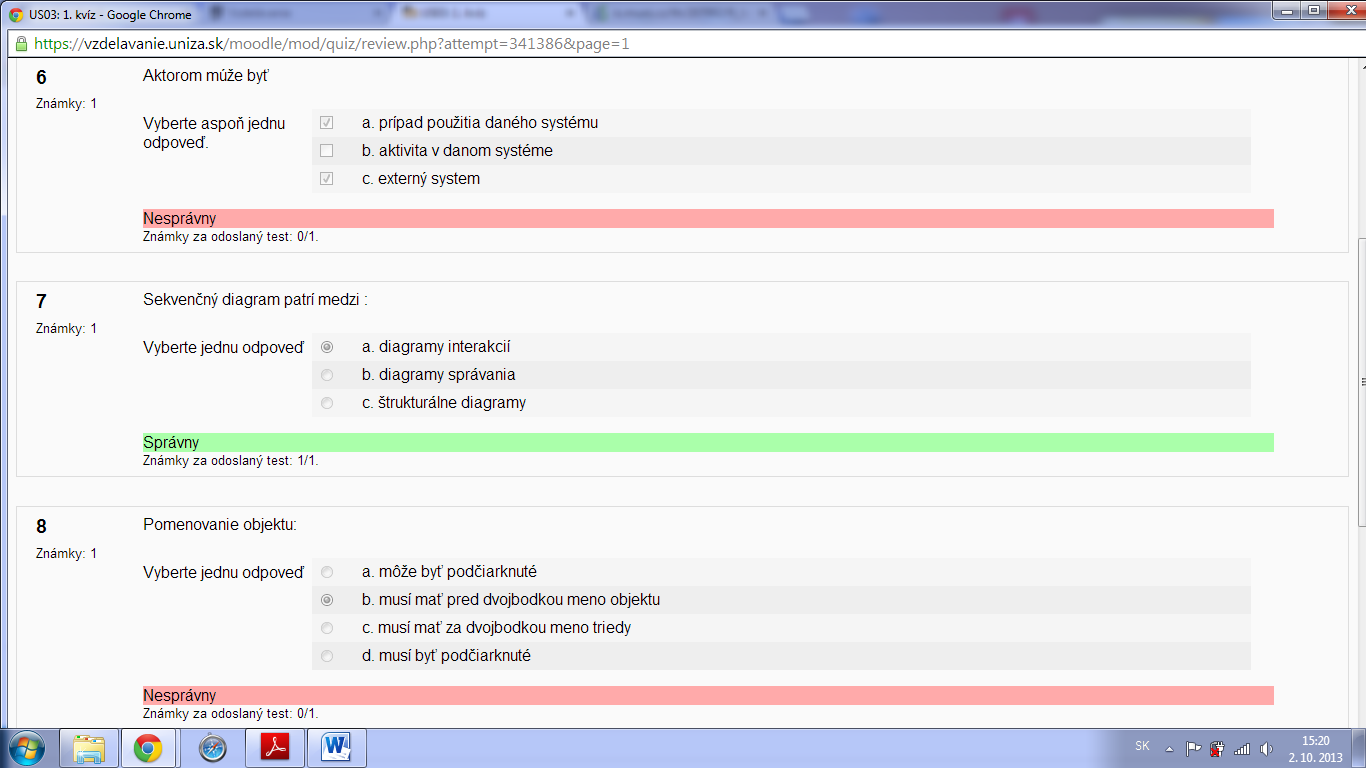 US03: 1. kvíz - Google Chrome
https://vzdelavanie.uniza.sk/moodle/mod/quiz/review.php?attempt=341386&page=1
6
Známky: 1
Aktorom múže byť
Vyberte aspoň jednu
odpoveď.
a. prípad použitia daného systému
b. aktivita v danom systéme
c. externý system
Nesprávny
Známky za odoslaný test: 0/1.
7
Známky: 1
Sekvenčný diagram patrí medzi :
Vyberte jednu odpoveď
a. diagramy interakcií
b. diagramy správania
c. štrukturálne diagramy
Správny
Známky za odoslaný test: 1/1.
8
Známky: 1
Pomenovanie objektu:
Vyberte jednu odpoveď
a. môže byť podčiarknuté
b. musí mať pred dvojbodkou meno objektu
c. musí mať za dvojbodkou meno triedy
d. musí byť podčiarknuté
Nesprávny
Známky za odoslaný test: 0/1.
SK
15:20
2. 10. 2013